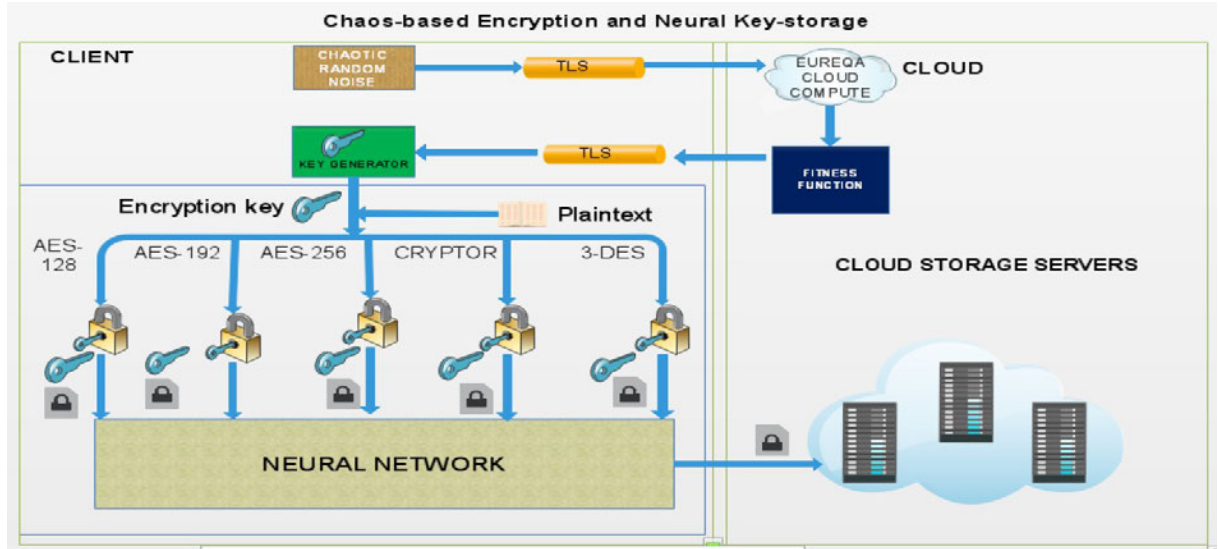 Chaos-based Encryption and Neural Key-storage
CLIENT
CHAOTIC
RANDOM
NOISE
TLS
EUREQA
CLOUD
COMPUTE
CLOUD
KEY GENERATOR
TLS
FITNESS
FUNCTION
Encryption key
Plaintext
AES-
128
AES-192
AES-256
CRYPTOR
3-DES
CLOUD STORAGE SERVERS
NEURAL NETWORK